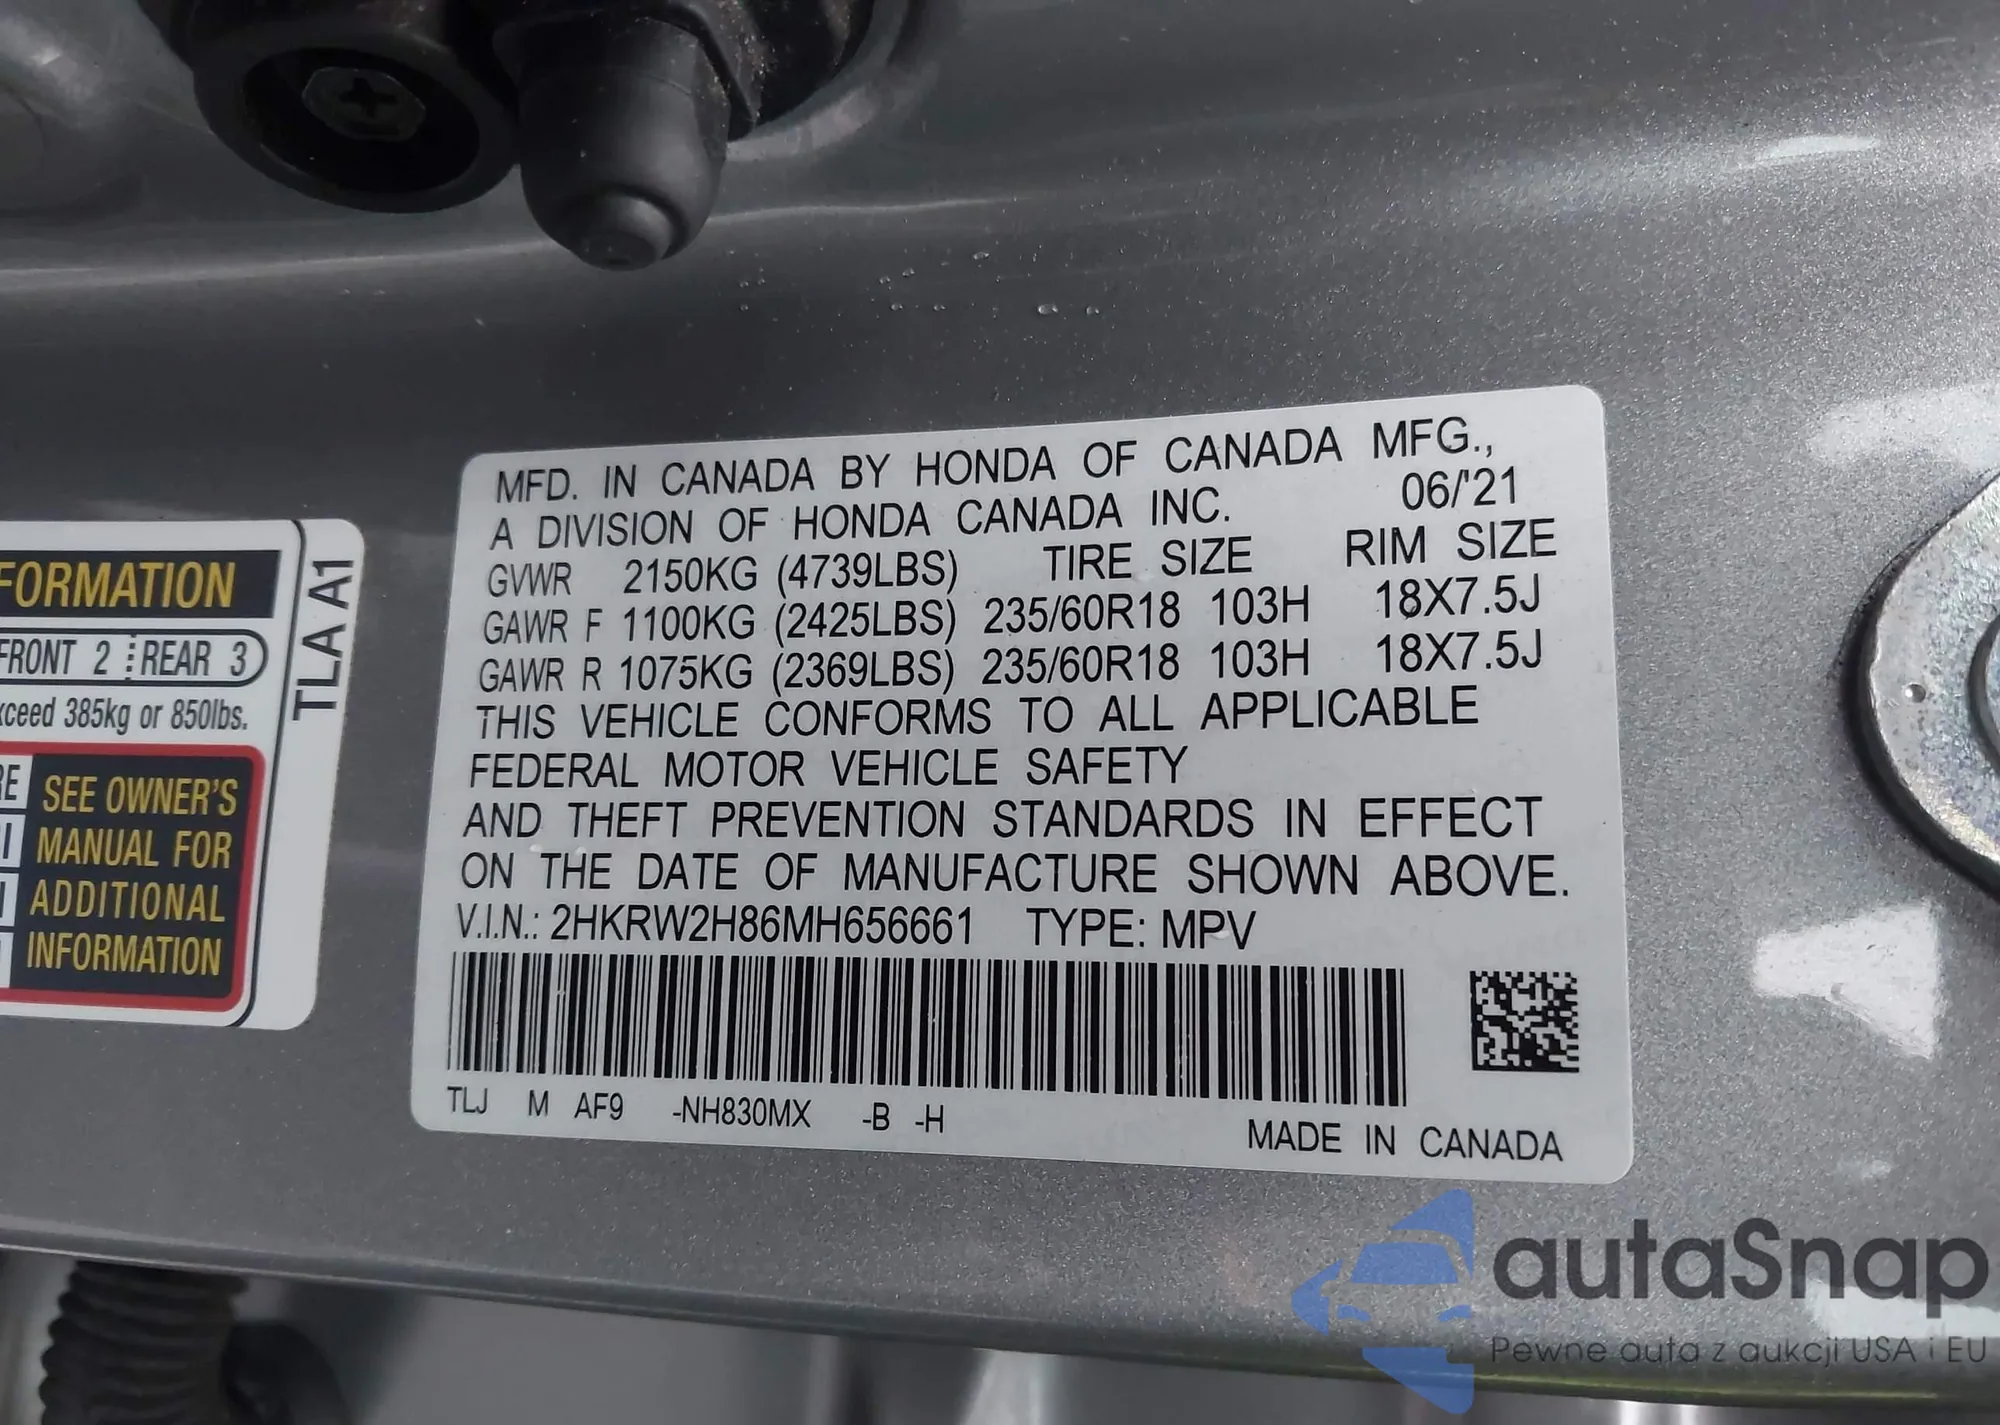 MFD. IN CANADA BY HONDA OF CANADA MFG.,
A DIVISION OF HONDA CANADA INC. 06/'21
GVWR 2150KG (4739LBS) TIRE SIZE RIM SIZE
GAWR F 1100KG (2425LBS) 235/60R18 103H 18X7.5J
GAWR R 1075KG (2369LBS) 235/60R18 103H 18X7.5J
THIS VEHICLE CONFORMS TO ALL APPLICABLE
FEDERAL MOTOR VEHICLE SAFETY
AND THEFT PREVENTION STANDARDS IN EFFECT
ON THE DATE OF MANUFACTURE SHOWN ABOVE.
V.I.N.: 2HKRW2H86MH656661 TYPE: MPV
TLJ M AF9 -NH830MX -B -H
MADE IN CANADA
FORMATION
FRONT 2 REAR 3
xceed 385kg or 850lbs.
SEE OWNER'S
MANUAL FOR
ADDITIONAL
INFORMATION
TLA A1
autaSnap
Pewne auta z aukcji USA i EU